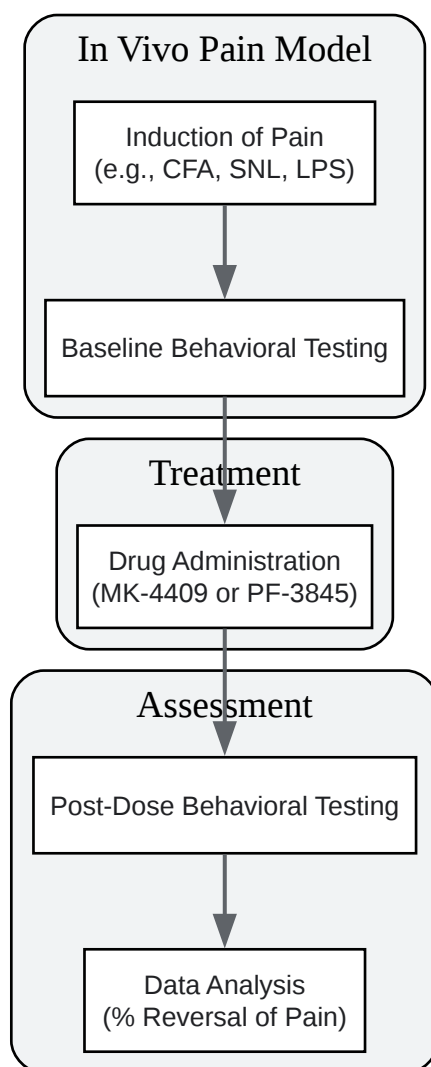 In Vivo Pain Model
Induction of Pain
(e.g., CFA, SNL, LPS)
Baseline Behavioral Testing
Treatment
Drug Administration
(MK-4409 or PF-3845)
Assessment
Post-Dose Behavioral Testing
Data Analysis
(% Reversal of Pain)